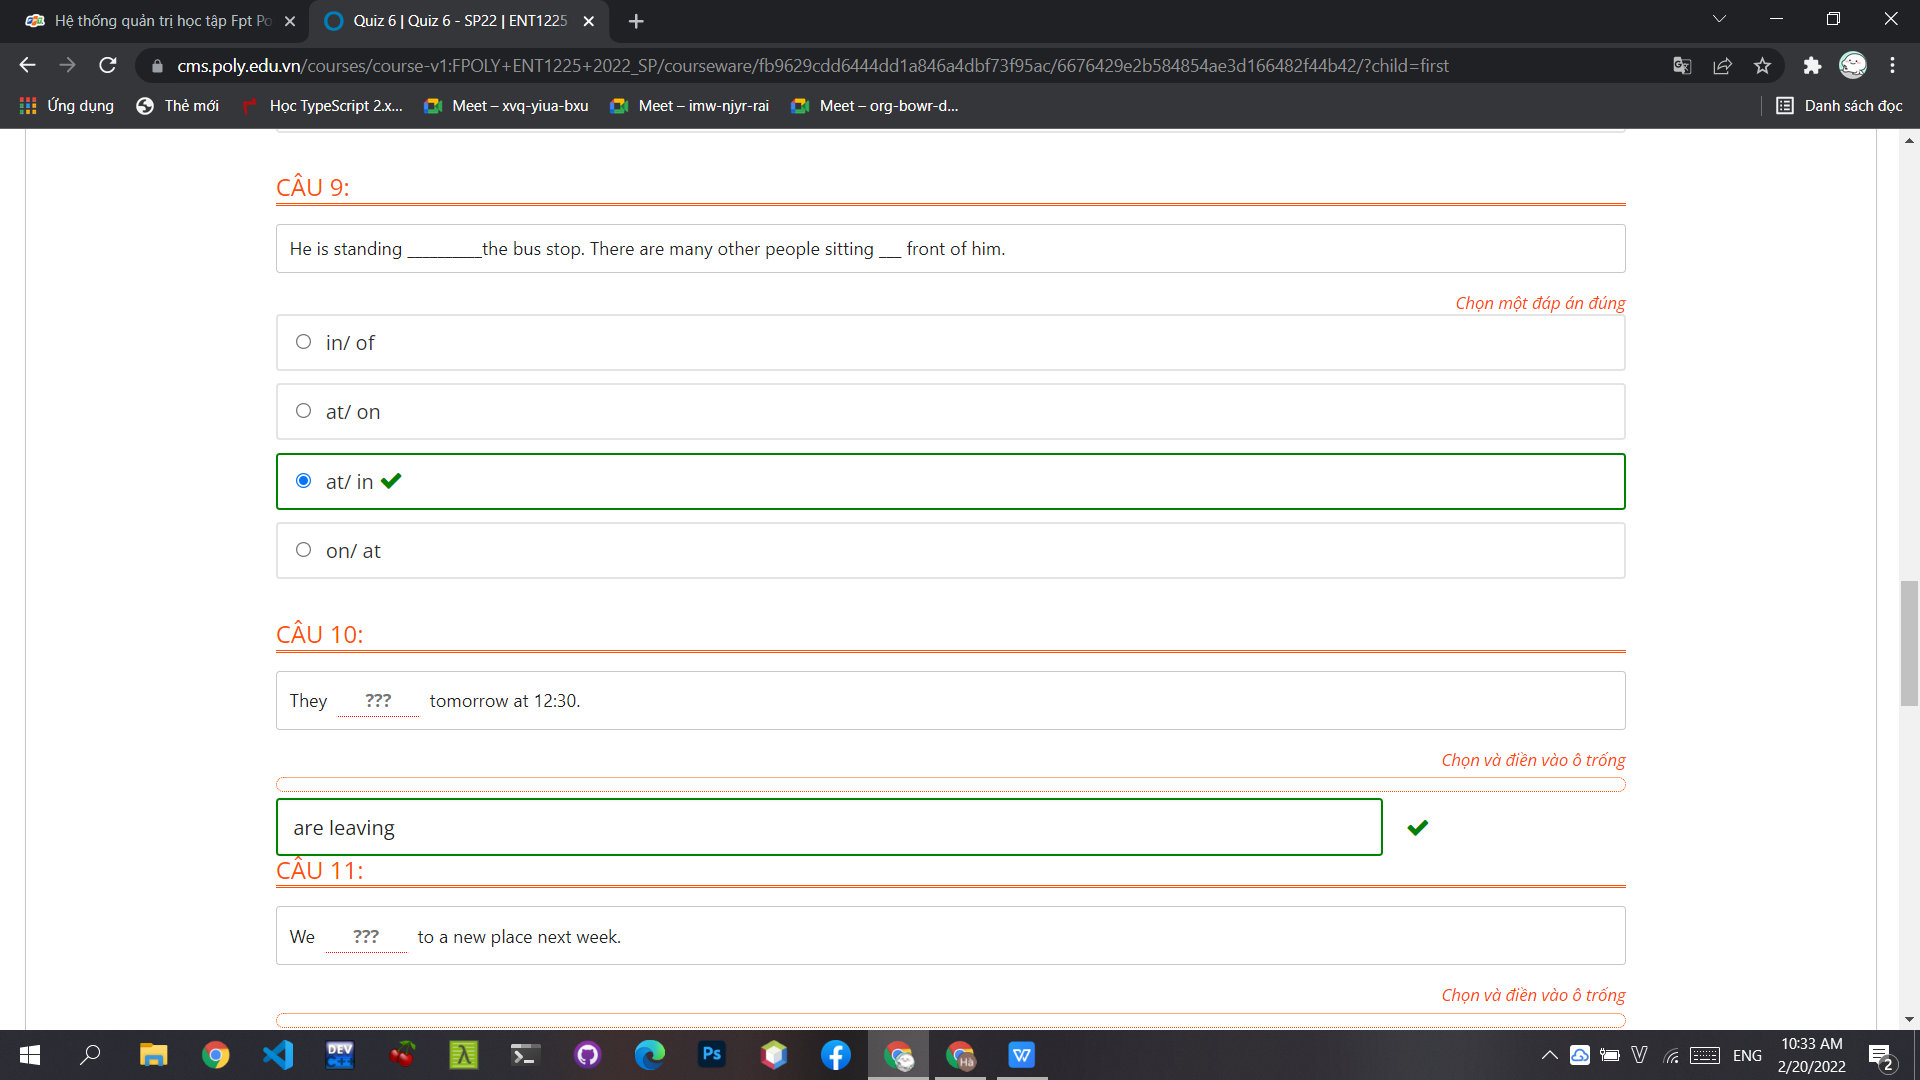 Hệ thống quản trị học tập Fpt Po
Quiz 6 | Quiz 6 - SP22 | ENT1225
cms.poly.edu.vn/courses/course-v1:FPOLY+ENT1225+2022_SP/courseware/fb9629cdd6444dd1a846a4dbf73f95ac/6676429e2b584854ae3d166482f44b42/?child=first
Ứng dụng
Thẻ mới
Học TypeScript 2.x...
Meet – xvq-yiua-bxu
Meet – imw-njyr-rai
Meet – org-bowr-d...
Danh sách đọc
CÂU 9:
He is standing __________the bus stop. There are many other people sitting ___ front of him.
Chọn một đáp án đúng
in/ of
at/ on
at/ in
on/ at
CÂU 10:
They ??? tomorrow at 12:30.
Chọn và điền vào ô trống
are leaving
CÂU 11:
We ??? to a new place next week.
Chọn và điền vào ô trống
DEV
C++
Ps
Hà
W
V
ENG
10:33 AM
2/20/2022
2